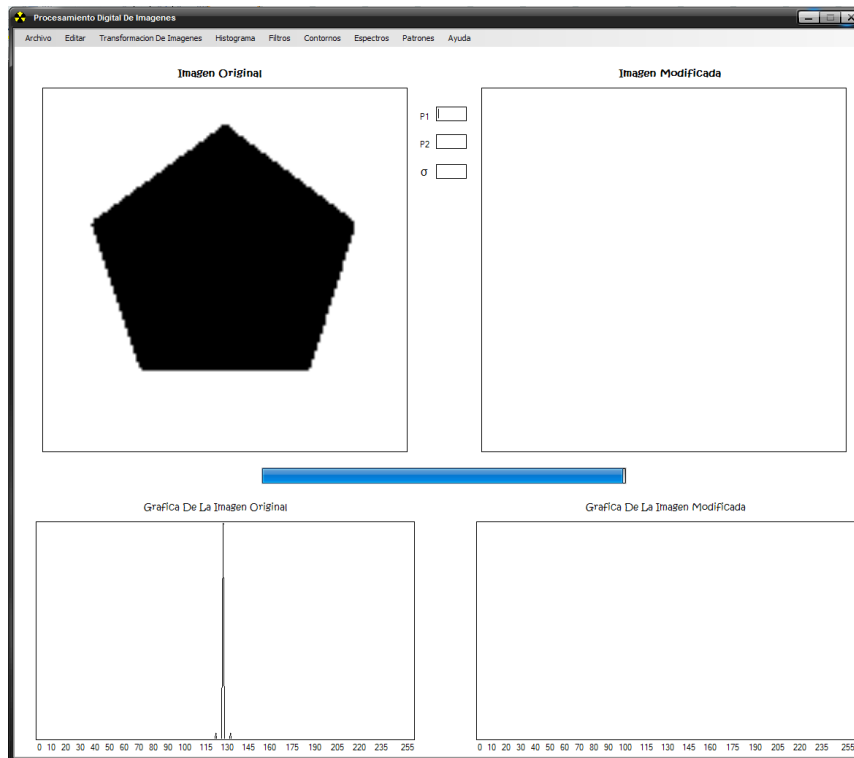 Procesamiento Digital De Imagenes
Archivo Editar Transformacion De Imagenes Histograma Filtros Contornos Espectros Patrones Ayuda
Imagen Original
Imagen Modificada
P1
P2
σ
Grafica De La Imagen Original
Grafica De La Imagen Modificada
0 10 20 30 40 50 60 70 80 90 100 115 130 145 160 175 190 205 220 235 255
0 10 20 30 40 50 60 70 80 90 100 115 130 145 160 175 190 205 220 235 255